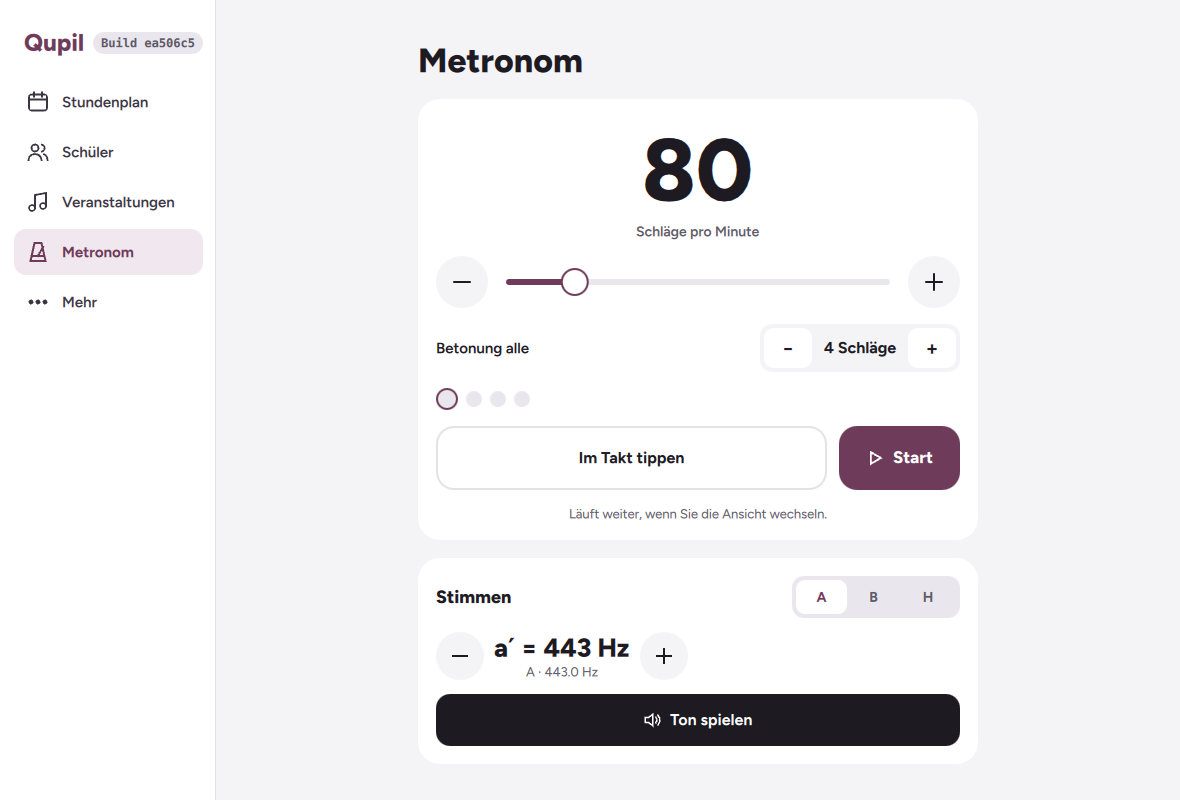 Qupil Build ea506c5
Stundenplan
Schüler
Veranstaltungen
Metronom
Mehr
Metronom
80
Schläge pro Minute
Betonung alle
– 4 Schläge +
Im Takt tippen
Start
Läuft weiter, wenn Sie die Ansicht wechseln.
Stimmen
A B H
a′ = 443 Hz
A · 443.0 Hz
Ton spielen